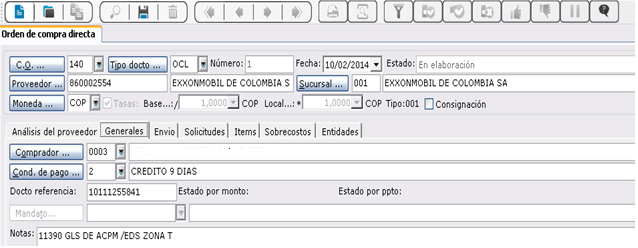 Orden de compra directa
C.O. ... 140 Tipo docto ... OCL Número: 1 Fecha: 10/02/2014 Estado: En elaboración
Proveedor ... 860002554 EXXONMOBIL DE COLOMBIA S Sucursal ... 001 EXXONMOBIL DE COLOMBIA SA
Moneda ... COP Tasas: Base...:/ 1,0000 COP Local...: * 1,0000 COP Tipo:001 Consignación
Análisis del proveedor Generales Envio Solicitudes Items Sobrecostos Entidades
Comprador ... 0003
Cond. de pago ... 2 CREDITO 9 DIAS
Docto referencia: 10111255841 Estado por monto: Estado por ppto:
Mandato...
Notas: 11390 GLS DE ACPM /EDS ZONA T